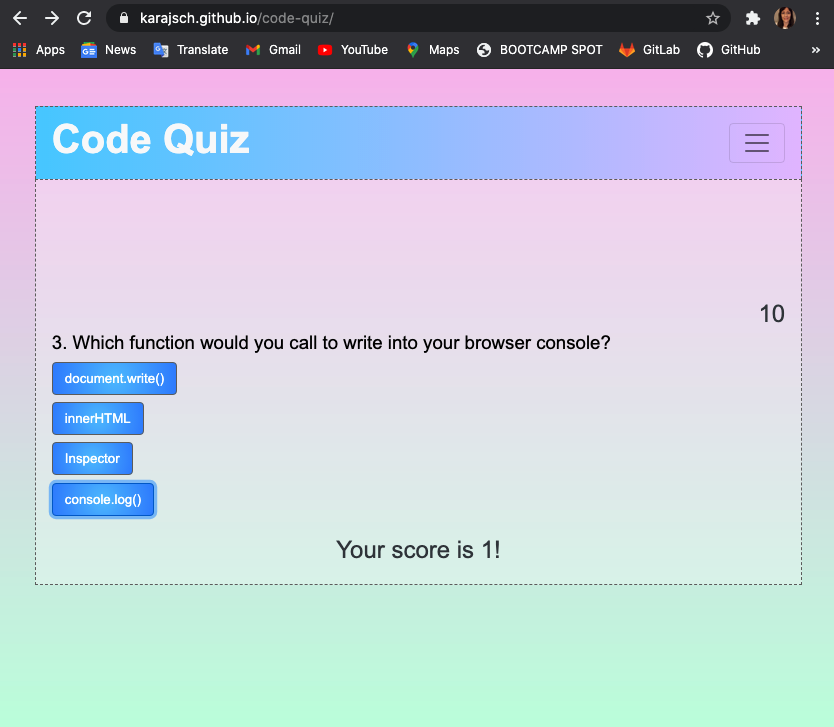 karajsch.github.io/code-quiz/
Apps News Translate Gmail YouTube Maps BOOTCAMP SPOT GitLab GitHub »
Code Quiz
10
3. Which function would you call to write into your browser console?
document.write()
innerHTML
Inspector
console.log()
Your score is 1!